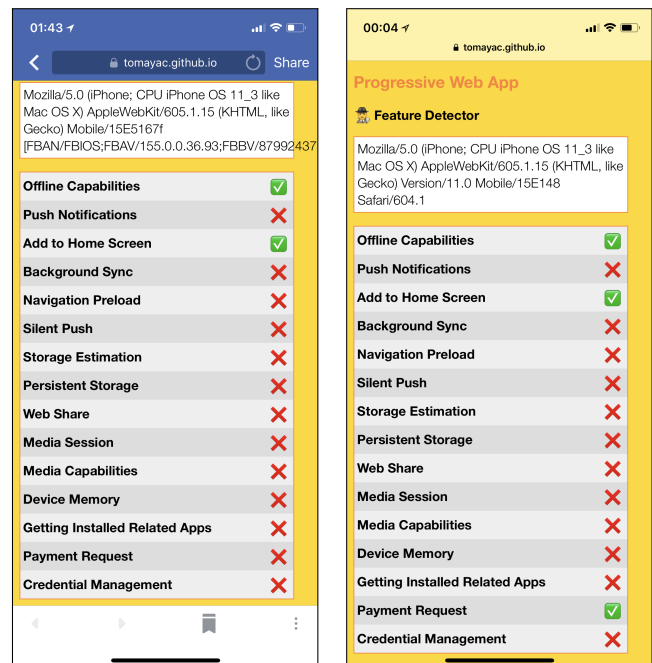 01:43
tomayac.github.io
Share
Mozilla/5.0 (iPhone; CPU iPhone OS 11_3 like
Mac OS X) AppleWebKit/605.1.15 (KHTML, like
Gecko) Mobile/15E5167f
[FBAN/FBIOS;FBAV/155.0.0.36.93;FBBV/87992437
Offline Capabilities
Push Notifications
Add to Home Screen
Background Sync
Navigation Preload
Silent Push
Storage Estimation
Persistent Storage
Web Share
Media Session
Media Capabilities
Device Memory
Getting Installed Related Apps
Payment Request
Credential Management
00:04
tomayac.github.io
Progressive Web App
Feature Detector
Mozilla/5.0 (iPhone; CPU iPhone OS 11_3 like
Mac OS X) AppleWebKit/605.1.15 (KHTML, like
Gecko) Version/11.0 Mobile/15E148
Safari/604.1
Offline Capabilities
Push Notifications
Add to Home Screen
Background Sync
Navigation Preload
Silent Push
Storage Estimation
Persistent Storage
Web Share
Media Session
Media Capabilities
Device Memory
Getting Installed Related Apps
Payment Request
Credential Management